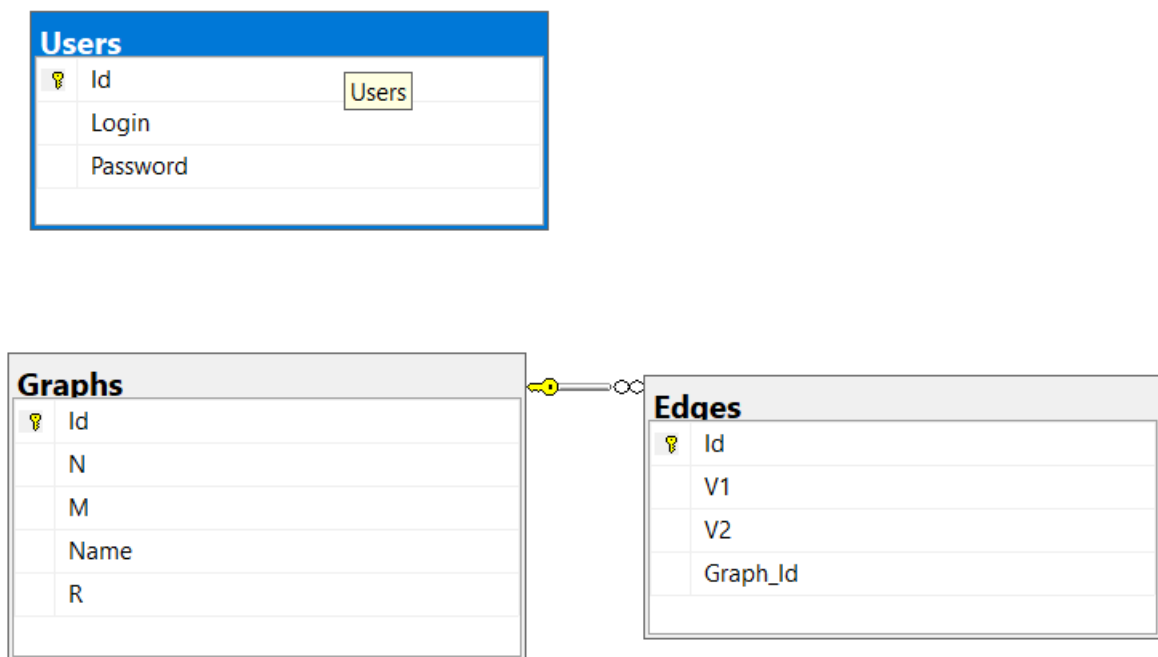 Users
Id
Users
Login
Password
Graphs
Id
N
M
Name
R
Edges
Id
V1
V2
Graph_Id